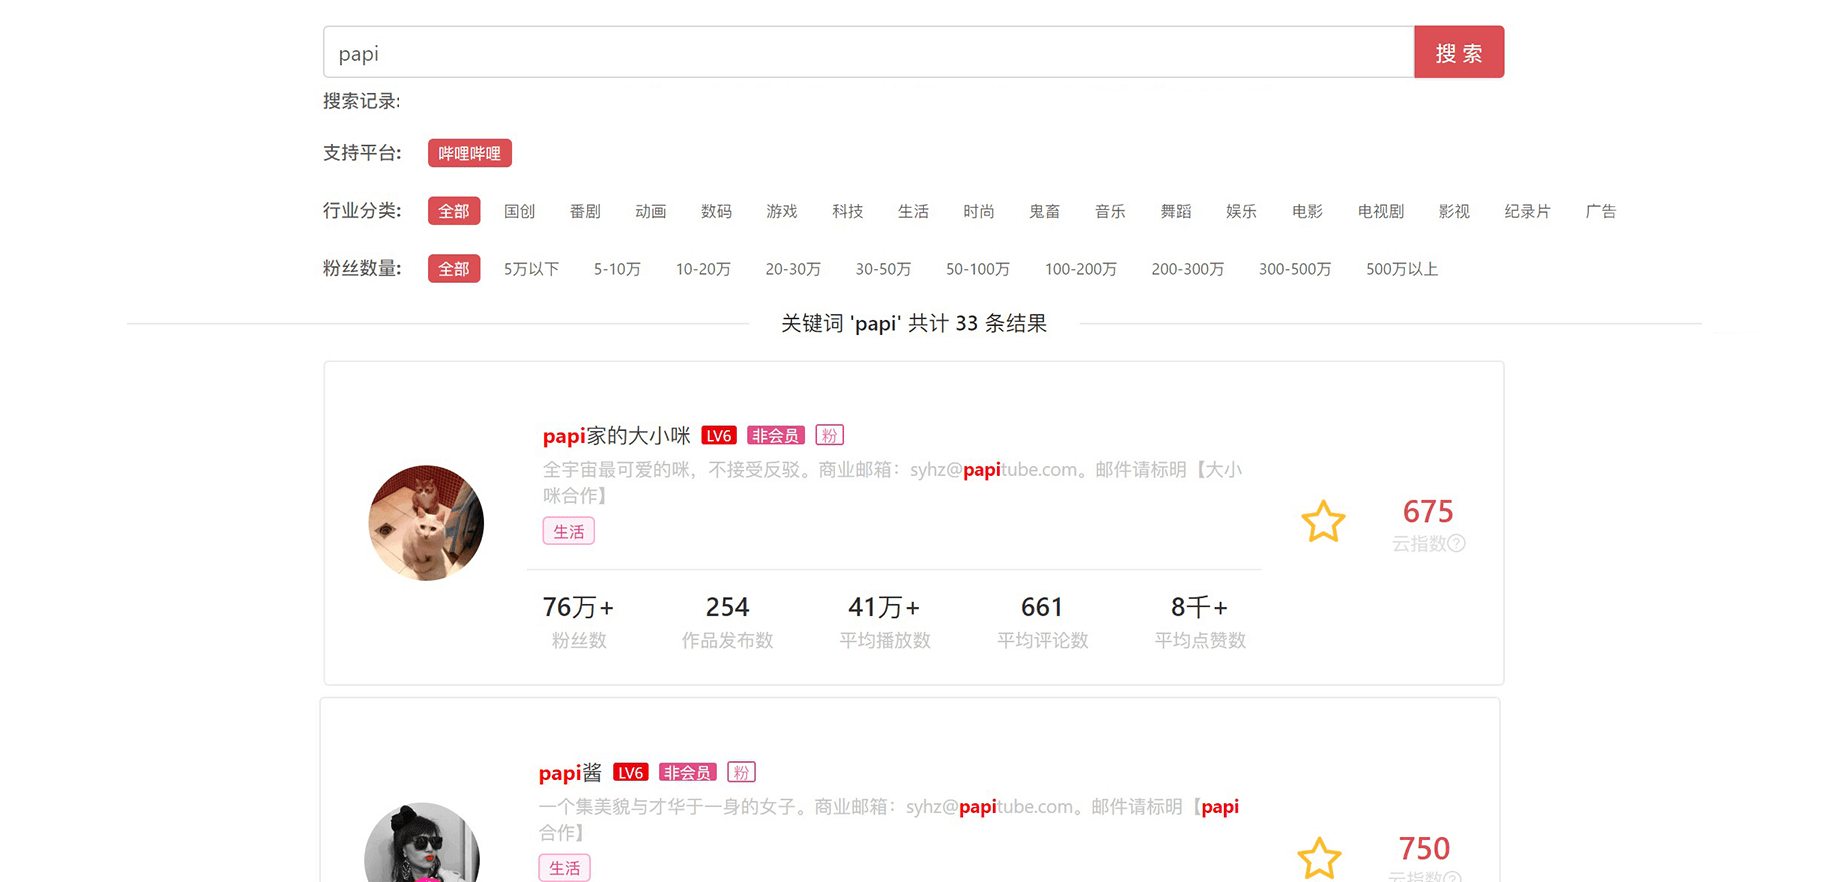 papi
搜 索
搜索记录:
支持平台: 哔哩哔哩
行业分类: 全部 国创 番剧 动画 数码 游戏 科技 生活 时尚 鬼畜 音乐 舞蹈 娱乐 电影 电视剧 影视 纪录片 广告
粉丝数量: 全部 5万以下 5-10万 10-20万 20-30万 30-50万 50-100万 100-200万 200-300万 300-500万 500万以上
关键词 'papi' 共计 33 条结果
papi家的大小咪 LV6 非会员 粉
全宇宙最可爱的咪，不接受反驳。商业邮箱：syhz@papitube.com。邮件请标明【大小
咪合作】
生活
675
云指数?
76万+ 254 41万+ 661 8千+
粉丝数 作品发布数 平均播放数 平均评论数 平均点赞数
papi酱 LV6 非会员 粉
一个集美貌与才华于一身的女子。商业邮箱：syhz@papitube.com。邮件请标明【papi
合作】
生活
750
云指数?